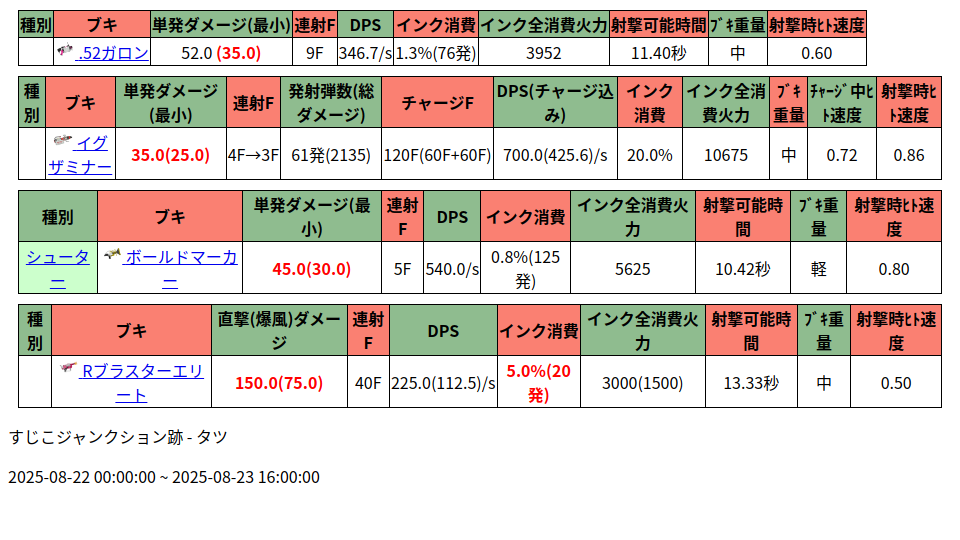 種別 ブキ 単発ダメージ(最小) 連射F DPS インク消費 インク全消費火力 射撃可能時間 ﾌﾞｷ重量 射撃時ﾋﾄ速度
.52ガロン 52.0 (35.0) 9F 346.7/s 1.3%(76発) 3952 11.40秒 中 0.60
種 単発ダメージ 発射弾数(総 DPS(チャージ込 インク インク全消 ﾌﾞｷ ﾁｬｰｼﾞ中ﾋ 射撃時ﾋ
別 ブキ (最小) 連射F ダメージ) チャージF み) 消費 費火力 重量 ﾄ速度 ﾄ速度
イグ
ザミナー 35.0(25.0) 4F→3F 61発(2135) 120F(60F+60F) 700.0(425.6)/s 20.0% 10675 中 0.72 0.86
種別 ブキ 単発ダメージ(最 連射 DPS インク消費 インク全消費火 射撃可能時 ﾌﾞｷ重 射撃時ﾋﾄ速
小) F 力 間 量 度
シュータ ボールドマーカ 45.0(30.0) 5F 540.0/s 0.8%(125 5625 10.42秒 軽 0.80
ー ー 発)
種 ブキ 直撃(爆風)ダメー 連射 DPS インク消費 インク全消費火 射撃可能時 ﾌﾞｷ重 射撃時ﾋﾄ速
別 ジ F 力 間 量 度
Rブラスターエリ 150.0(75.0) 40F 225.0(112.5)/s 5.0%(20 3000(1500) 13.33秒 中 0.50
ート 発)
すじこジャンクション跡 - タツ
2025-08-22 00:00:00 ~ 2025-08-23 16:00:00